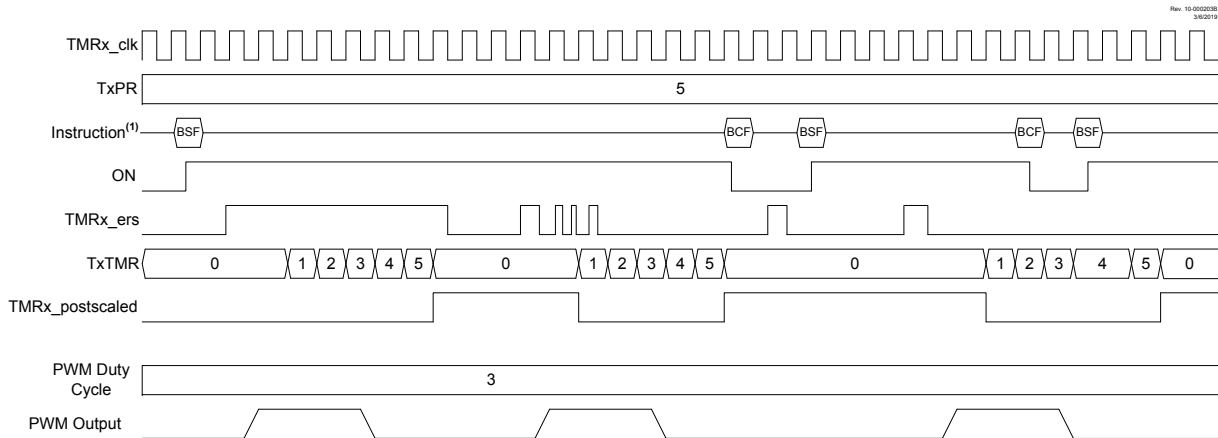 Rev. 10-000203B
3/6/2019
TMRx_clk
TxPR 5
Instruction(1) BSF BCF BSF BCF BSF
ON
TMRx_ers
TxTMR 0 1 2 3 4 5 0 1 2 3 4 5 0 1 2 3 4 5 0
TMRx_postscaled
PWM Duty
Cycle 3
PWM Output